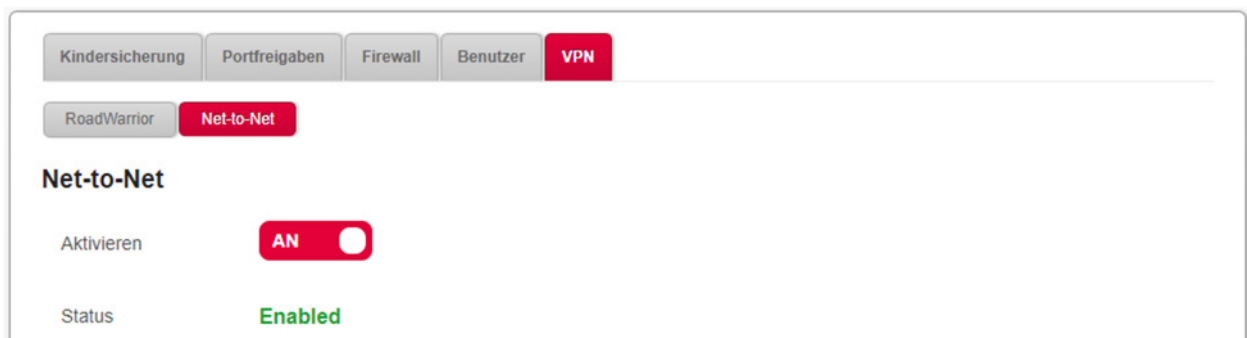 Kindersicherung Portfreigaben Firewall Benutzer VPN
RoadWarrior Net-to-Net
Net-to-Net
Aktivieren AN
Status Enabled